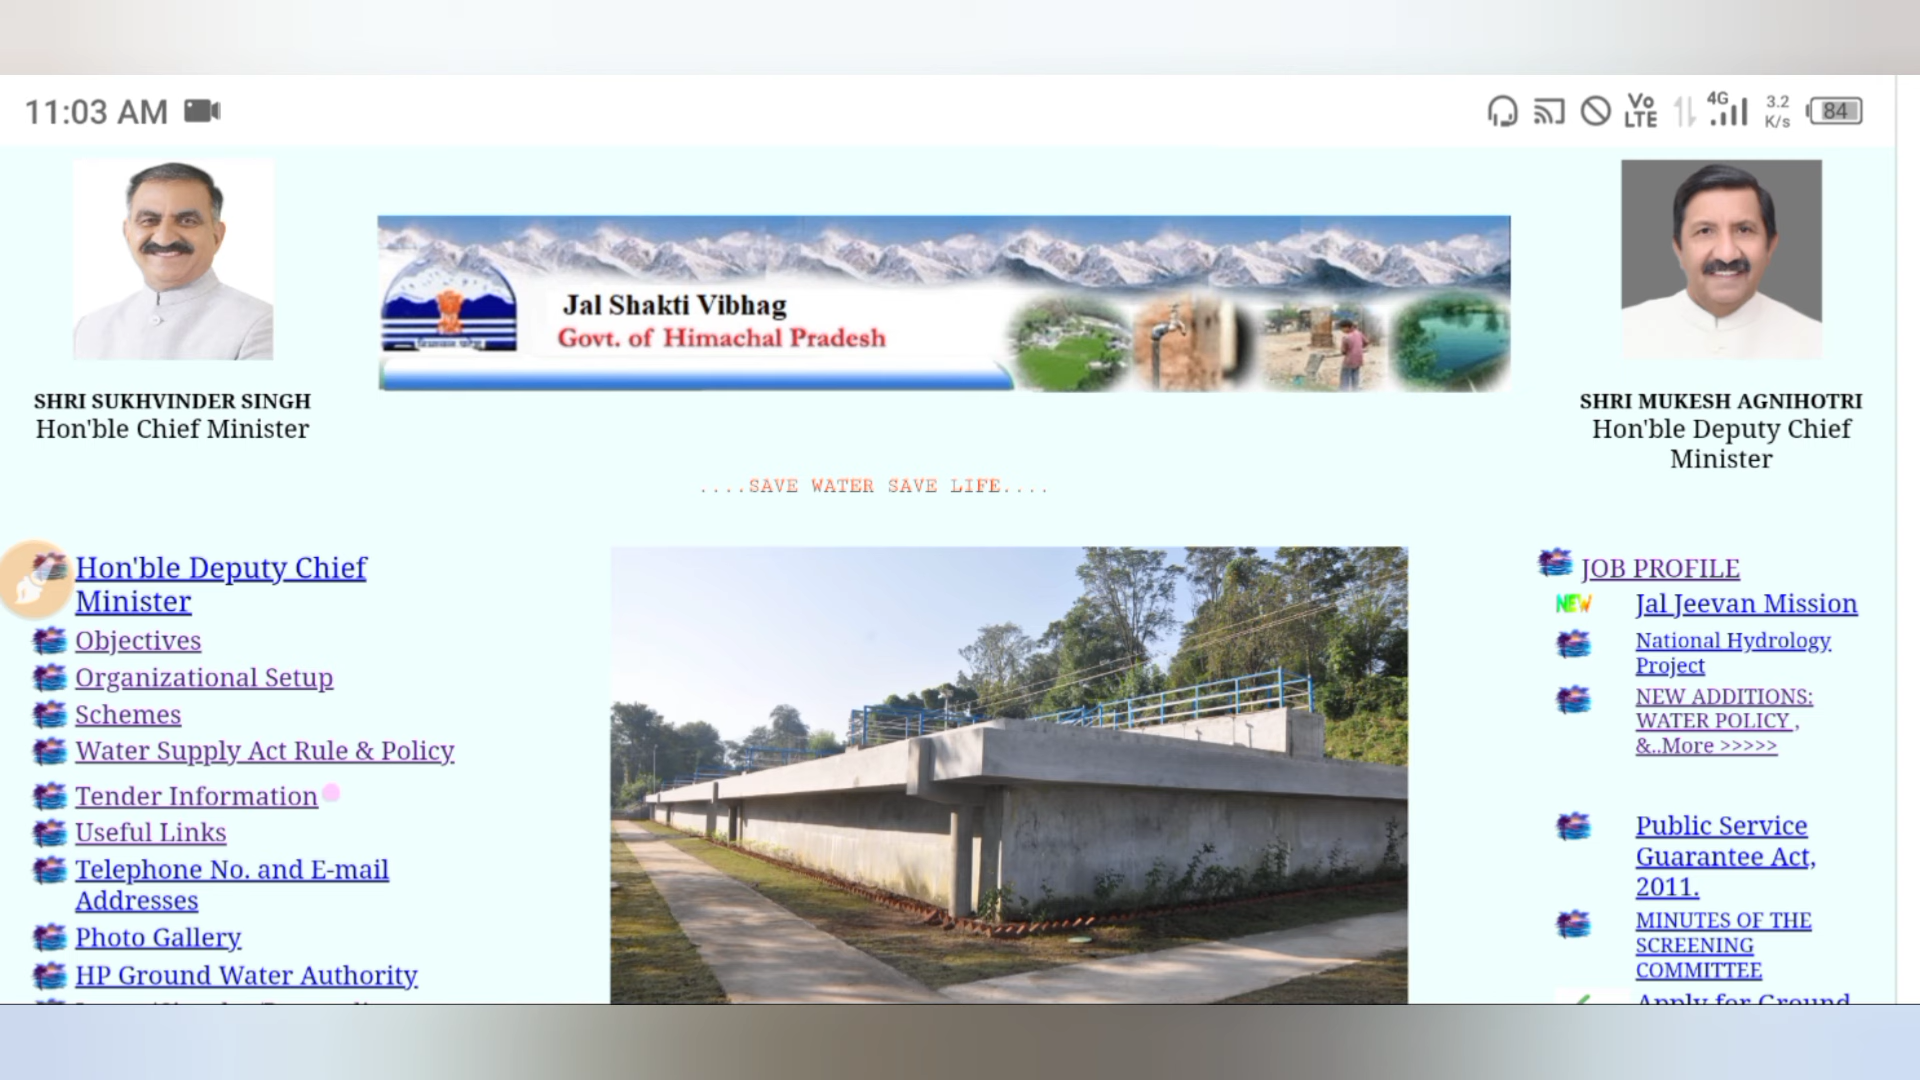 11:03 AM
Vo
LTE
4G
3.2
K/s
84
Jal Shakti Vibhag
Govt. of Himachal Pradesh
SHRI SUKHVINDER SINGH
Hon'ble Chief Minister
SHRI MUKESH AGNIHOTRI
Hon'ble Deputy Chief
Minister
....SAVE WATER SAVE LIFE....
Hon'ble Deputy Chief
Minister
Objectives
Organizational Setup
Schemes
Water Supply Act Rule & Policy
Tender Information
Useful Links
Telephone No. and E-mail
Addresses
Photo Gallery
HP Ground Water Authority
JOB PROFILE
NEW Jal Jeevan Mission
National Hydrology
Project
NEW ADDITIONS:
WATER POLICY ,
&..More >>>>>
Public Service
Guarantee Act,
2011.
MINUTES OF THE
SCREENING
COMMITTEE
Apply for Ground